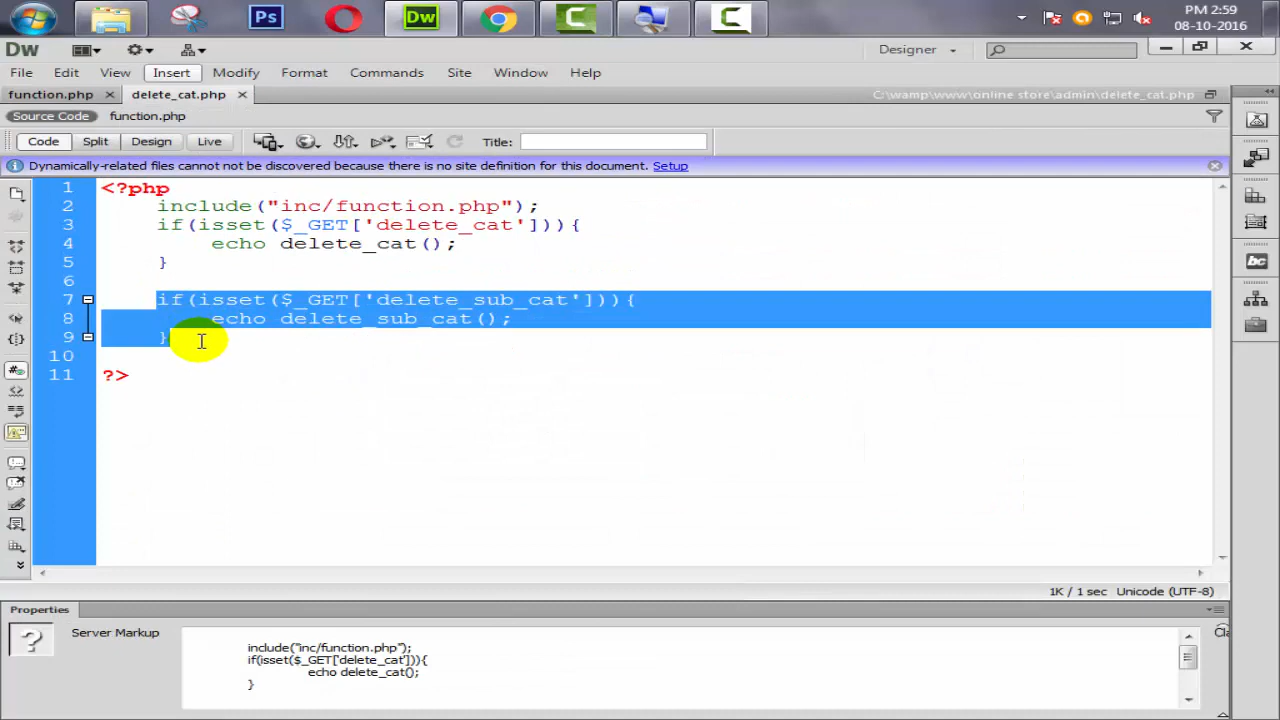 PM 2:59
08-10-2016
Ps
Dw
Dw
Designer
File Edit View Insert Modify Format Commands Site Window Help
function.php delete_cat.php C:\wamp\www\online store\admin\delete_cat.php
Source Code function.php
Code Split Design Live Title:
Dynamically-related files cannot not be discovered because there is no site definition for this document. Setup
1 <?php
2 include("inc/function.php");
3 if(isset($_GET['delete_cat'])){
4 echo delete_cat();
5 }
6
7 if(isset($_GET['delete_sub_cat'])){
8 echo delete_sub_cat();
9 }
10
11 ?>
bc
1K / 1 sec Unicode (UTF-8)
Properties
Server Markup
include("inc/function.php");
if(isset($_GET['delete_cat'])){
echo delete_cat();
}